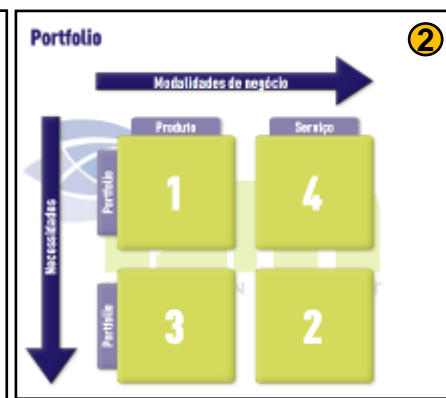 Portfolio
2
Modalidades de negócio
Produto
Serviço
Necessidades
Portfolio
1
4
Portfolio
3
2